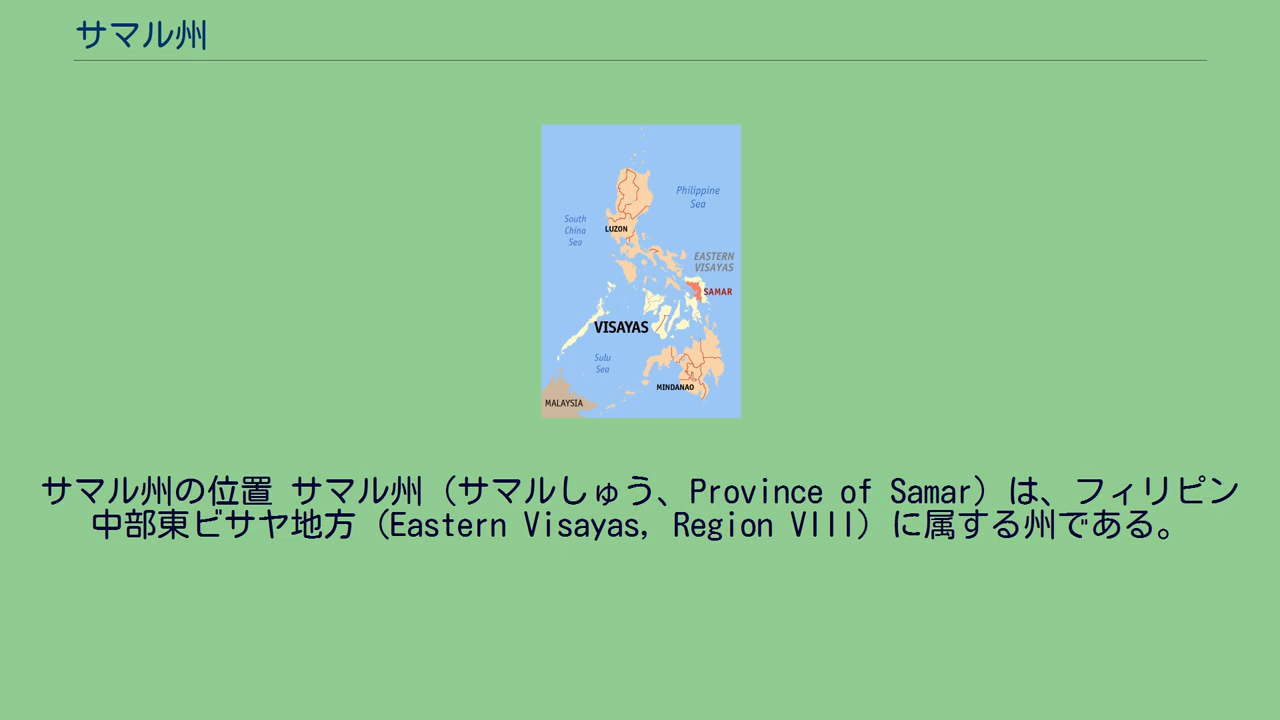 サマル州
Philippine
Sea
South
China
Sea
LUZON
EASTERN
VISAYAS
SAMAR
VISAYAS
Sulu
Sea
MINDANAO
MALAYSIA
サマル州の位置 サマル州（サマルしゅう、Province of Samar）は、フィリピン
中部東ビサヤ地方（Eastern Visayas, Region VIII）に属する州である。